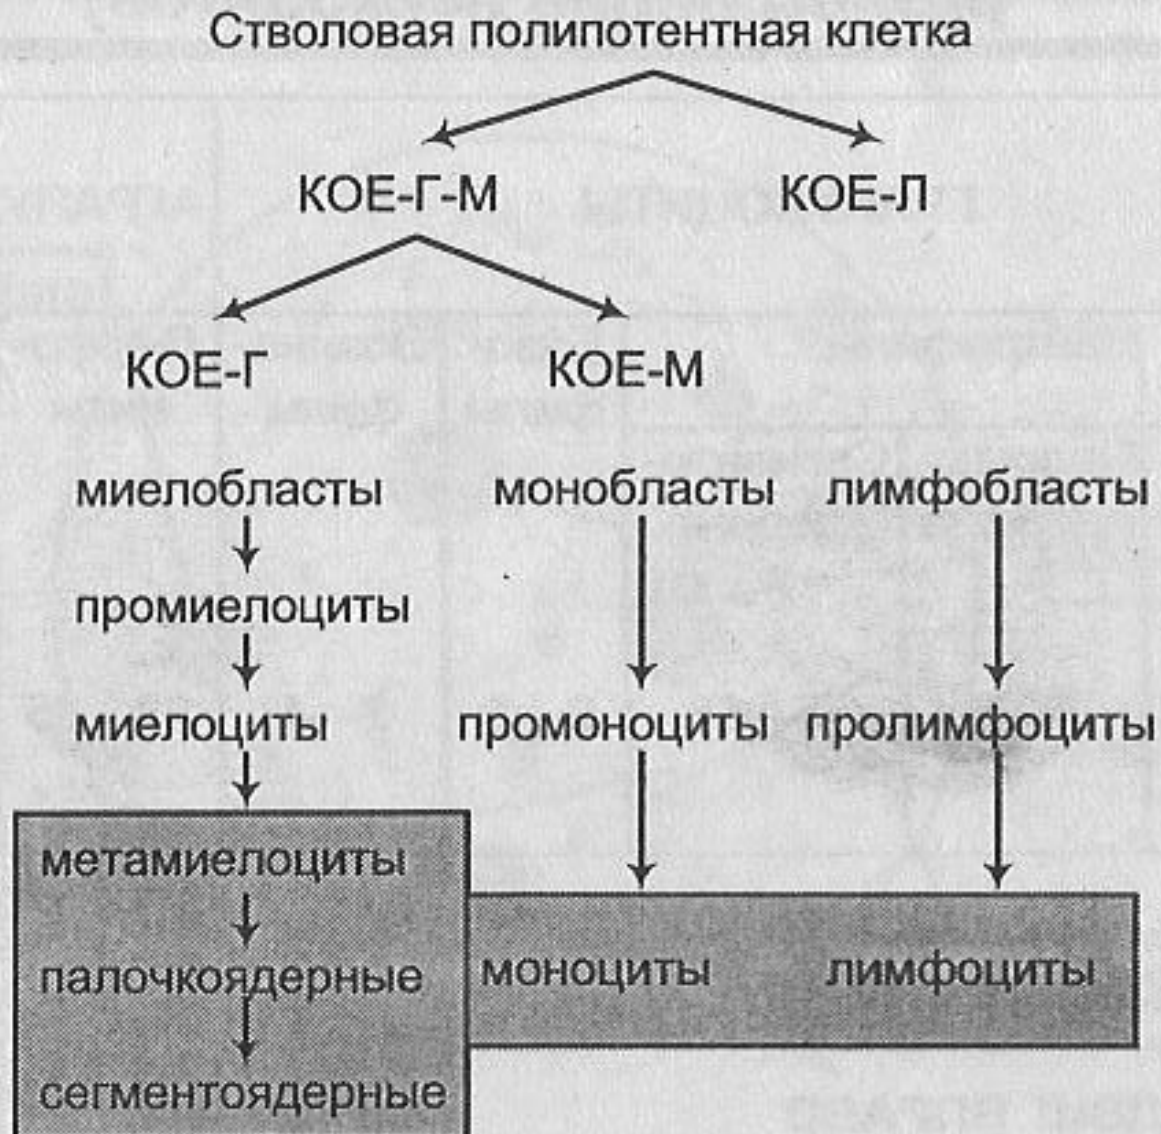 Стволовая полипотентная клетка
КОЕ-Г-М КОЕ-Л
КОЕ-Г КОЕ-М
миелобласты монобласты лимфобласты
промиелоциты
миелоциты промоноциты пролимфоциты
метамиелоциты
палочкоядерные моноциты лимфоциты
сегментоядерные